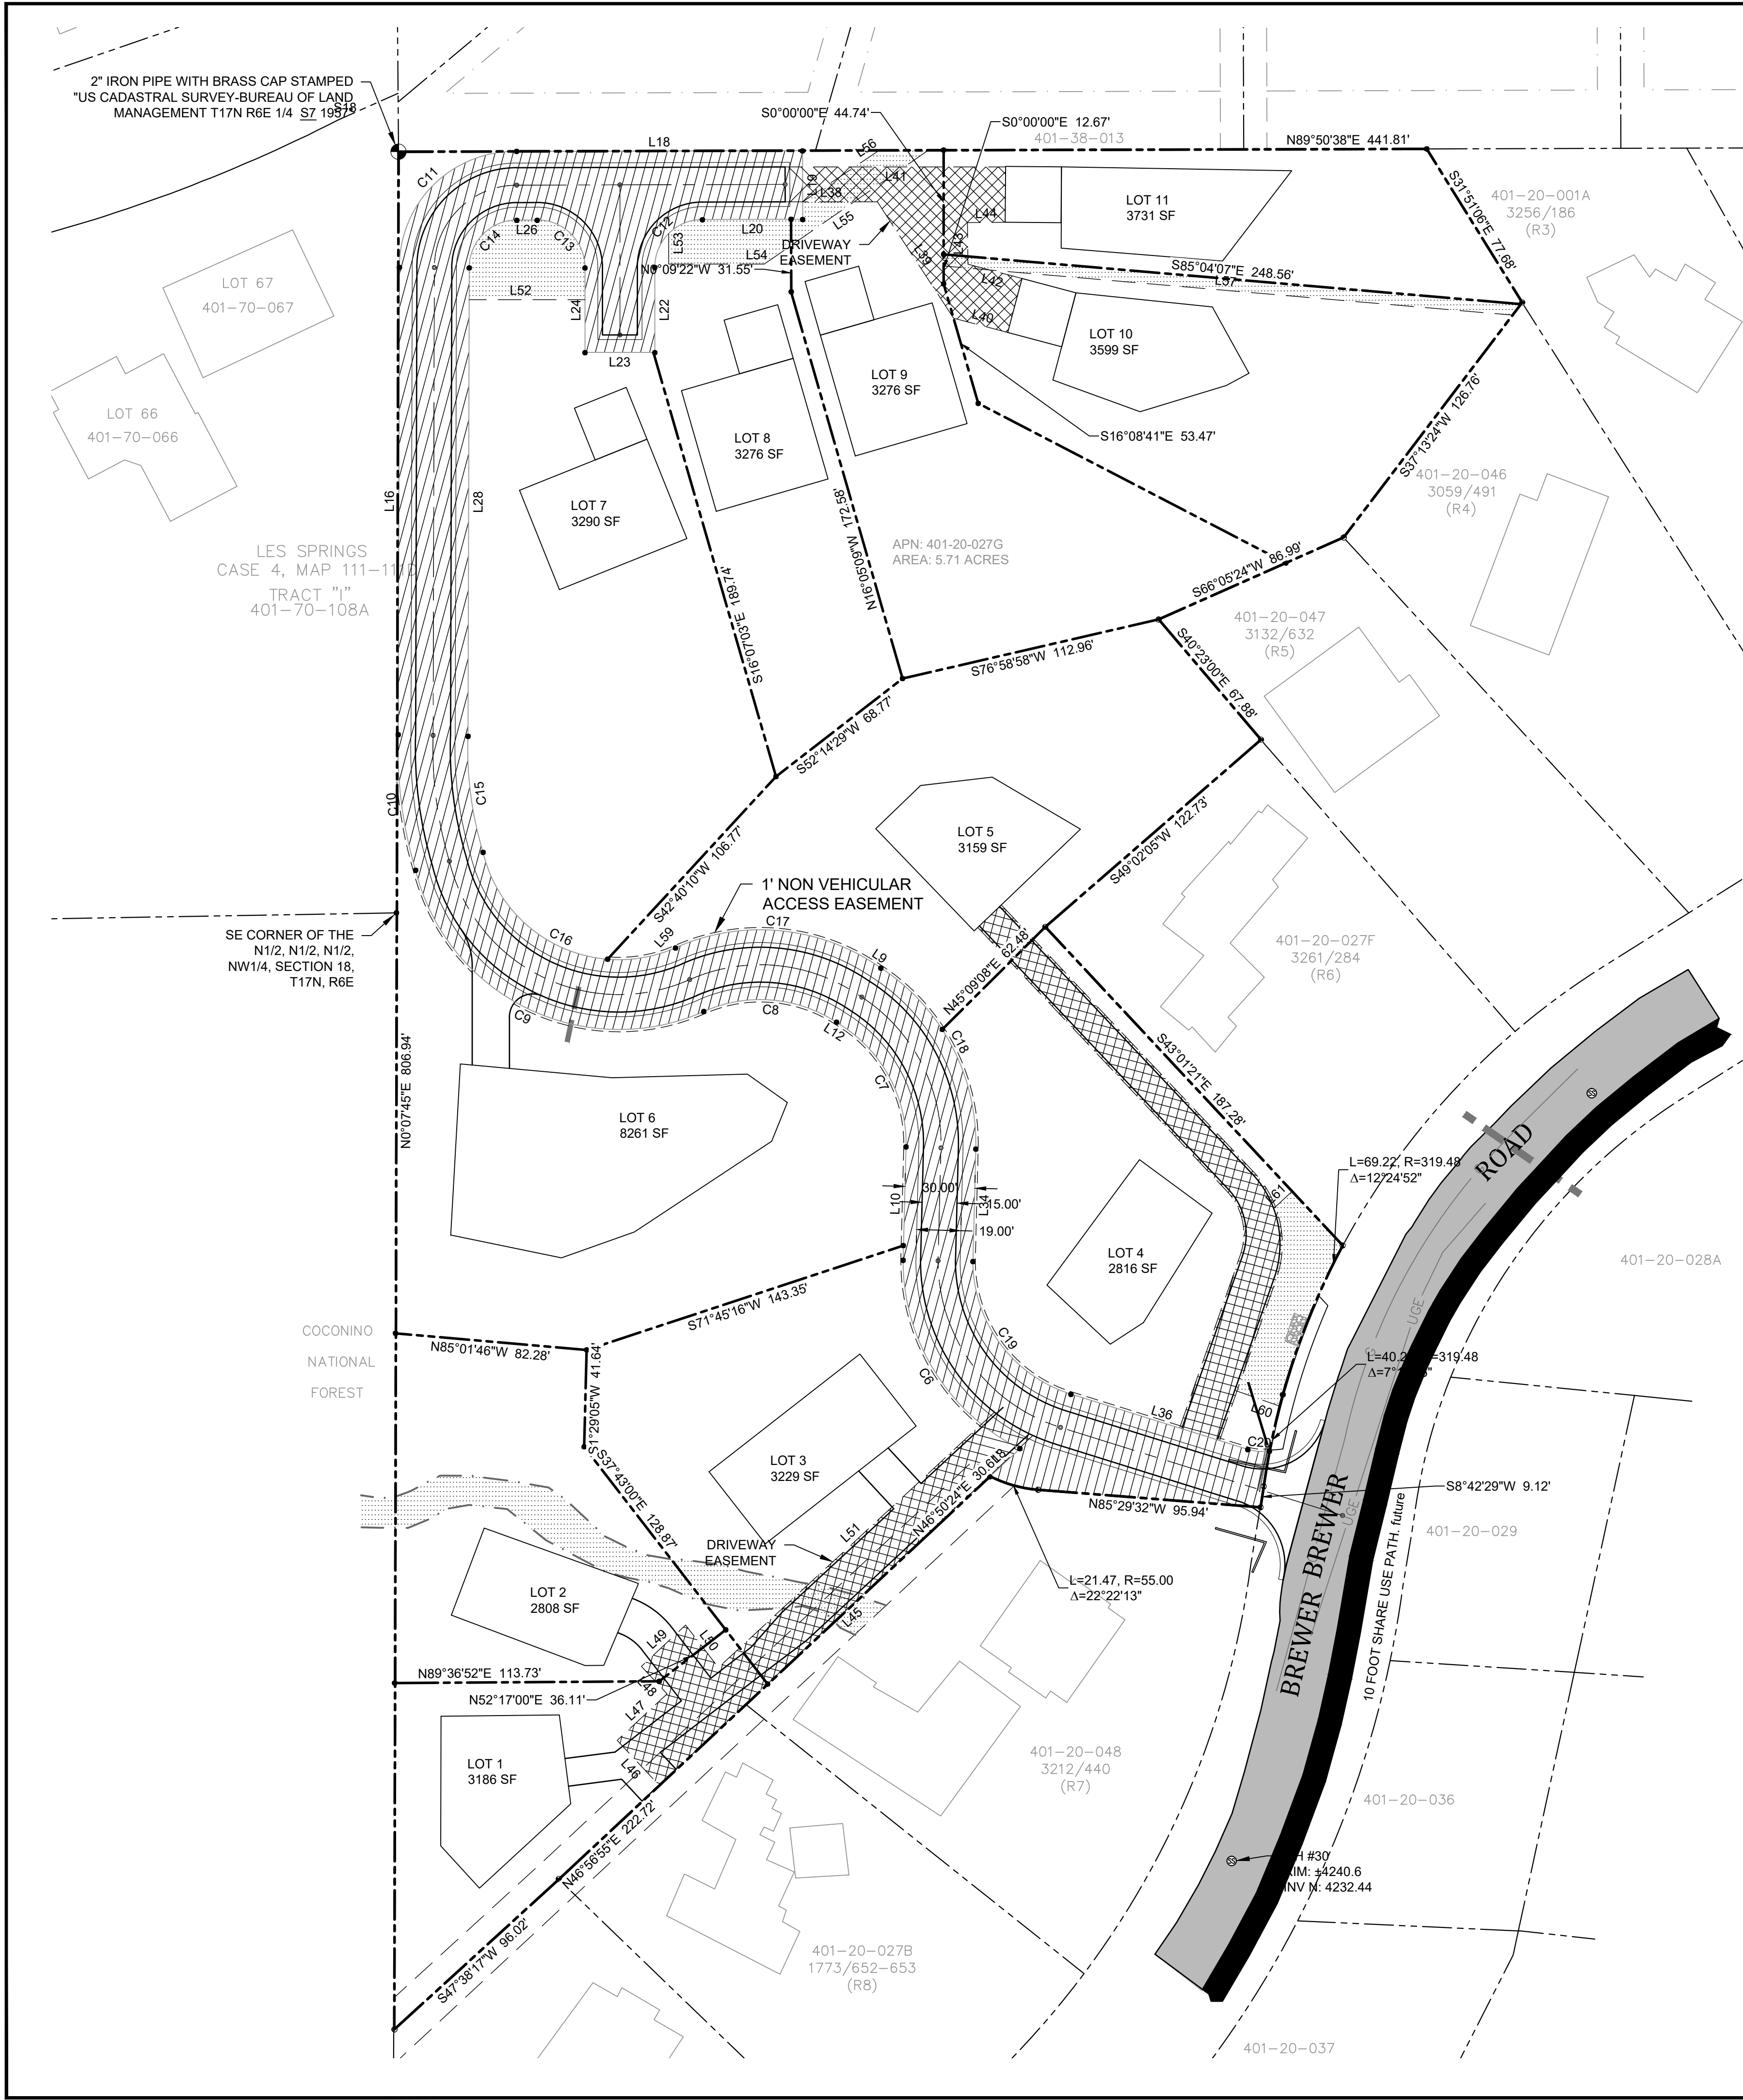 2" IRON PIPE WITH BRASS CAP STAMPED
"US CADASTRAL SURVEY-BUREAU OF LAND
MANAGEMENT T17N R6E 1/4 S7 1957"
S18
S0°00'00"E 44.74'
S0°00'00"E 12.67'
401-38-013
N89°50'38"E 441.81'
L18
L56
C11
L19
L38
L41
S31°51'06"E 77.68'
401-20-001A
3256/186
(R3)
LOT 11
3731 SF
L44
L55
L20
L26
C14
C13
C12
L53
L54
DRIVEWAY
EASEMENT
N0°09'22"W 31.55'
L39
L43
L42
S85°04'07"E 248.56'
L57
L52
L24
L22
L40
LOT 67
401-70-067
LOT 10
3599 SF
L23
LOT 9
3276 SF
LOT 66
401-70-066
LOT 8
3276 SF
S16°08'41"E 53.47'
S37°13'24"W 126.76'
401-20-046
3059/491
(R4)
L16
L28
LOT 7
3290 SF
N16°05'09"W 172.58'
APN: 401-20-027G
AREA: 5.71 ACRES
LES SPRINGS
CASE 4, MAP 111-111D
TRACT "I"
401-70-108A
S16°07'03"E 189.74'
S66°05'24"W 86.99'
401-20-047
3132/632
(R5)
S76°58'58"W 112.96'
S40°23'00"E 67.88'
S52°14'29"W 68.77'
C10
C15
LOT 5
3159 SF
S42°40'10"W 106.77'
S49°02'05"W 122.73'
1' NON VEHICULAR
ACCESS EASEMENT
C17
L59
C16
L9
SE CORNER OF THE
N1/2, N1/2, N1/2,
NW1/4, SECTION 18,
T17N, R6E
N45°09'08"E 62.48'
401-20-027F
3261/284
(R6)
C9
C8
L12
C18
C7
N0°07'45"E 806.94'
S43°01'21"E 187.28'
LOT 6
8261 SF
ROAD
L=69.22, R=319.48
Δ=12°24'52"
30.00'
15.00'
19.00'
L10
L34
L61
LOT 4
2816 SF
401-20-028A
COCONINO
NATIONAL
FOREST
N85°01'46"W 82.28'
S71°45'16"W 143.35'
S1°29'05"W 41.64'
C19
C6
UGE
S
L36
L60
C20
LOT 3
3229 SF
S37°43'00"E 128.87'
S8°42'29"W 9.12'
N85°29'32"W 95.94'
UGE
401-20-029
L51
DRIVEWAY
EASEMENT
LOT 2
2808 SF
L=21.47, R=55.00
Δ=22°22'13"
L45
L49
L50
N89°36'52"E 113.73'
L48
N52°17'00"E 36.11'
L47
BREWER BREWER
10 FOOT SHARE USE PATH. future
LOT 1
3186 SF
L46
401-20-048
3212/440
(R7)
401-20-036
N46°56'55"E 222.72'
#30
±4240.6
INV N: 4232.44
S47°38'17"W 96.02'
401-20-027B
1773/652-653
(R8)
401-20-037